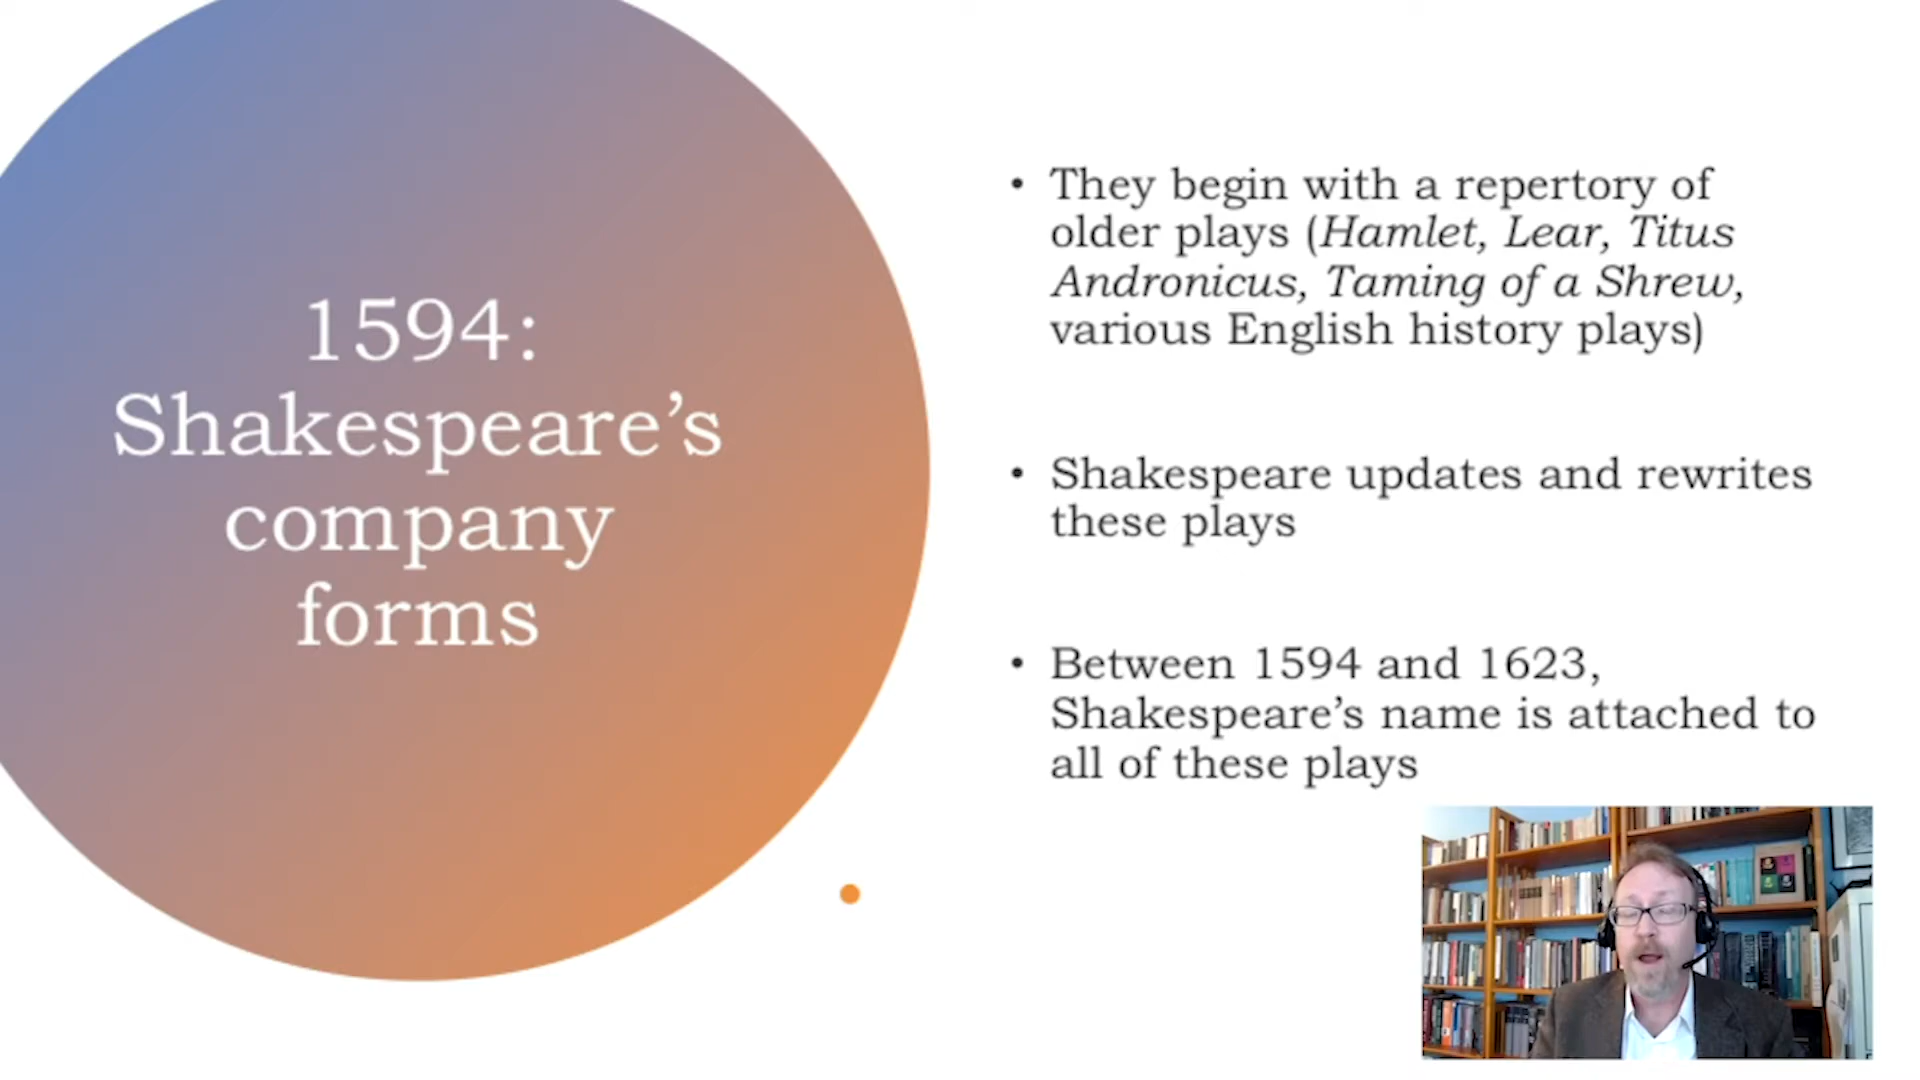 1594:
Shakespeare’s
company
forms
• They begin with a repertory of
older plays (Hamlet, Lear, Titus
Andronicus, Taming of a Shrew,
various English history plays)
• Shakespeare updates and rewrites
these plays
• Between 1594 and 1623,
Shakespeare’s name is attached to
all of these plays